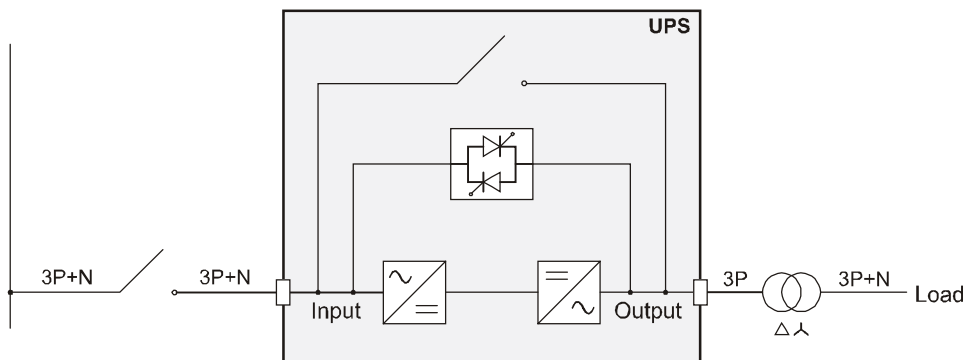 UPS
3P+N
3P+N
Input
Output
3P
3P+N
Load